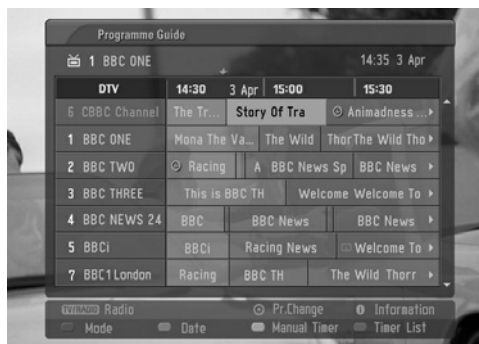 Programme Guide
1 BBC ONE 14:35 3 Apr
DTV 14:30 3 Apr 15:00 15:30
6 CBBC Channel The Tr... Story Of Tra Animadness ...
1 BBC ONE Mona The Va... The Wild ThorThe Wild Tho
2 BBC TWO Racing A BBC News Sp BBC News
3 BBC THREE This is BBC TH Welcome Welcome To
4 BBC NEWS 24 BBC BBC News BBC News
5 BBCi BBCi Racing News Welcome To
7 BBC1 London Racing BBC TH The Wild Thorr
TV/RADIO Radio Pr.Change i Information
Mode Date Manual Timer Timer List